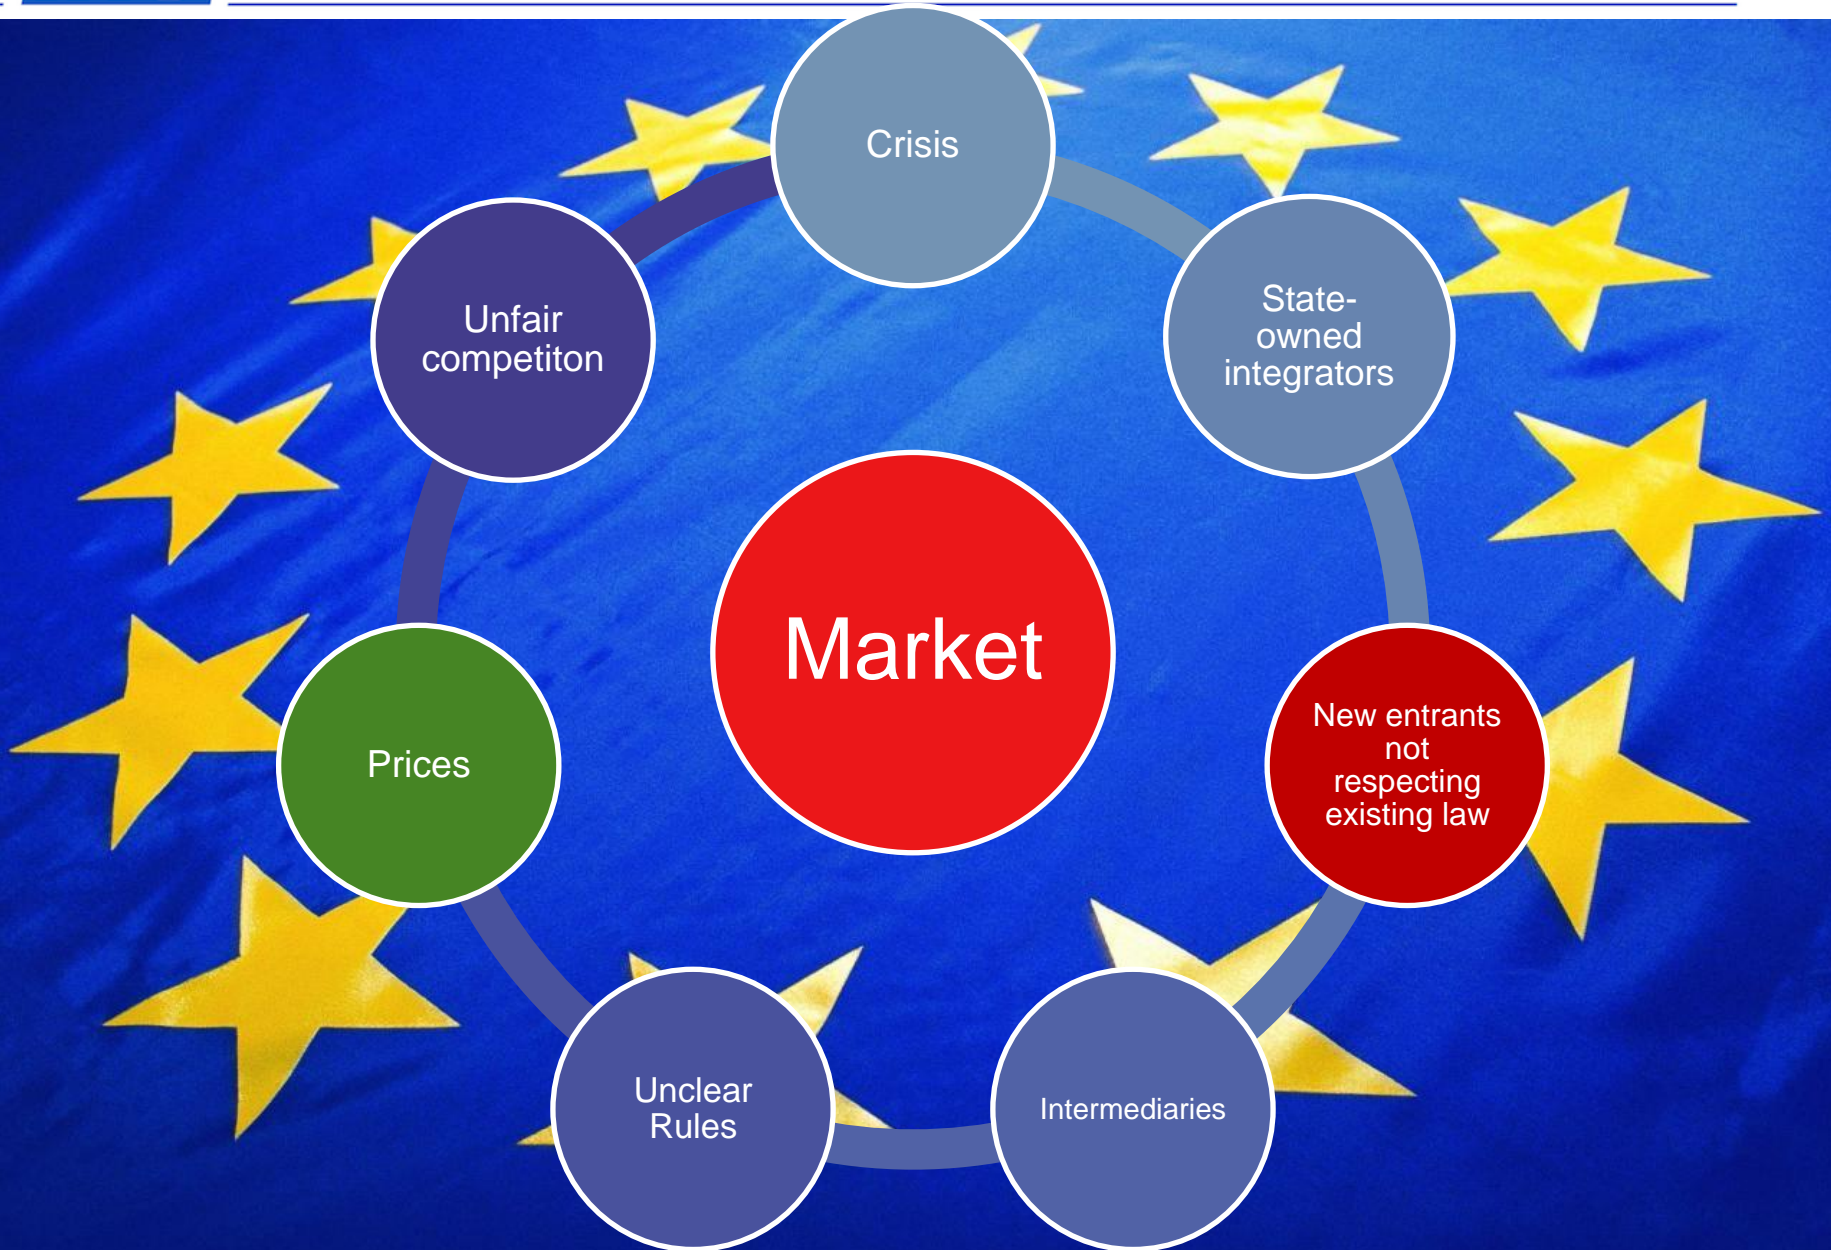 Crisis
State-
owned
integrators
New entrants
not
respecting
existing law
Intermediaries
Unclear
Rules
Prices
Unfair
competiton
Market